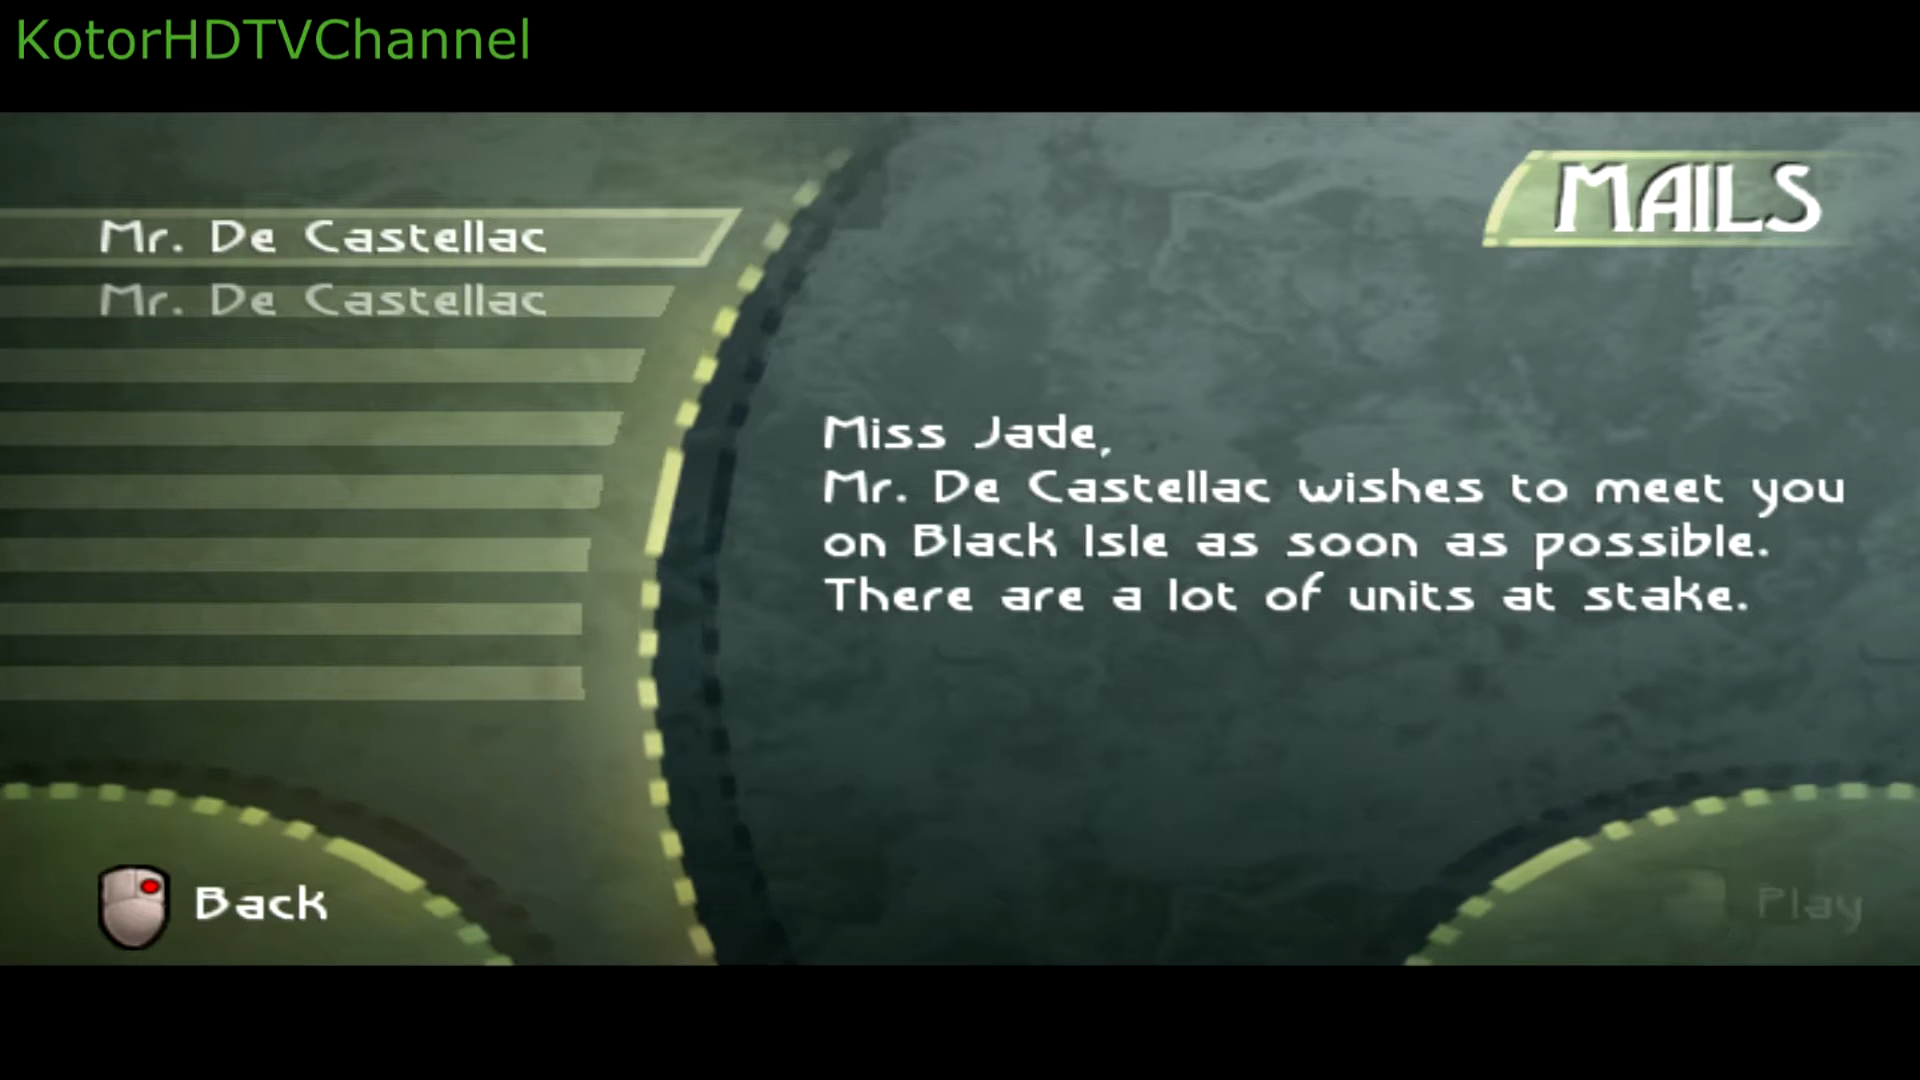 KotorHDTVChannel
MAILS
Mr. De Castellac
Mr. De Castellac
Miss Jade,
Mr. De Castellac wishes to meet you
on Black Isle as soon as possible.
There are a lot of units at stake.
Back
Play